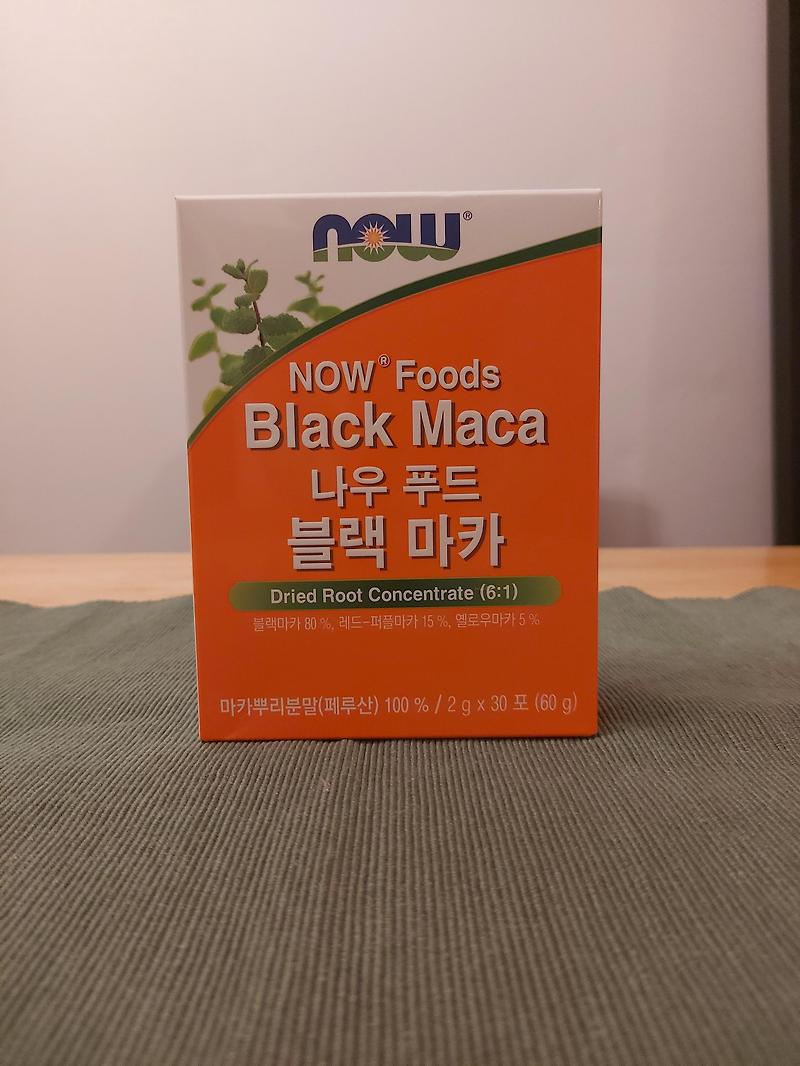 now®
NOW® Foods
Black Maca
나우 푸드
블랙 마카
Dried Root Concentrate (6:1)
블랙마카 80 %, 레드-퍼플마카 15 %, 옐로우마카 5 %
마카뿌리분말(페루산) 100 % / 2 g x 30 포 (60 g)